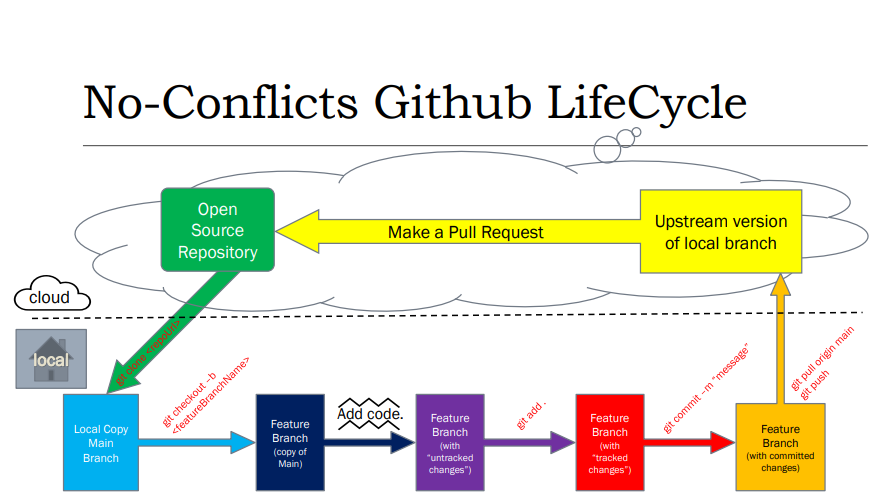 No-Conflicts Github LifeCycle
Open
Source
Repository
Make a Pull Request
Upstream version
of local branch
cloud
local
git clone <repoUrl>
git checkout –b
<featureBranchName>
Add code.
git add .
git commit –m "message"
git pull origin main
git push
Local Copy
Main
Branch
Feature
Branch
(copy of
Main)
Feature
Branch
(with
"untracked
changes")
Feature
Branch
(with
"tracked
changes")
Feature
Branch
(with committed
changes)